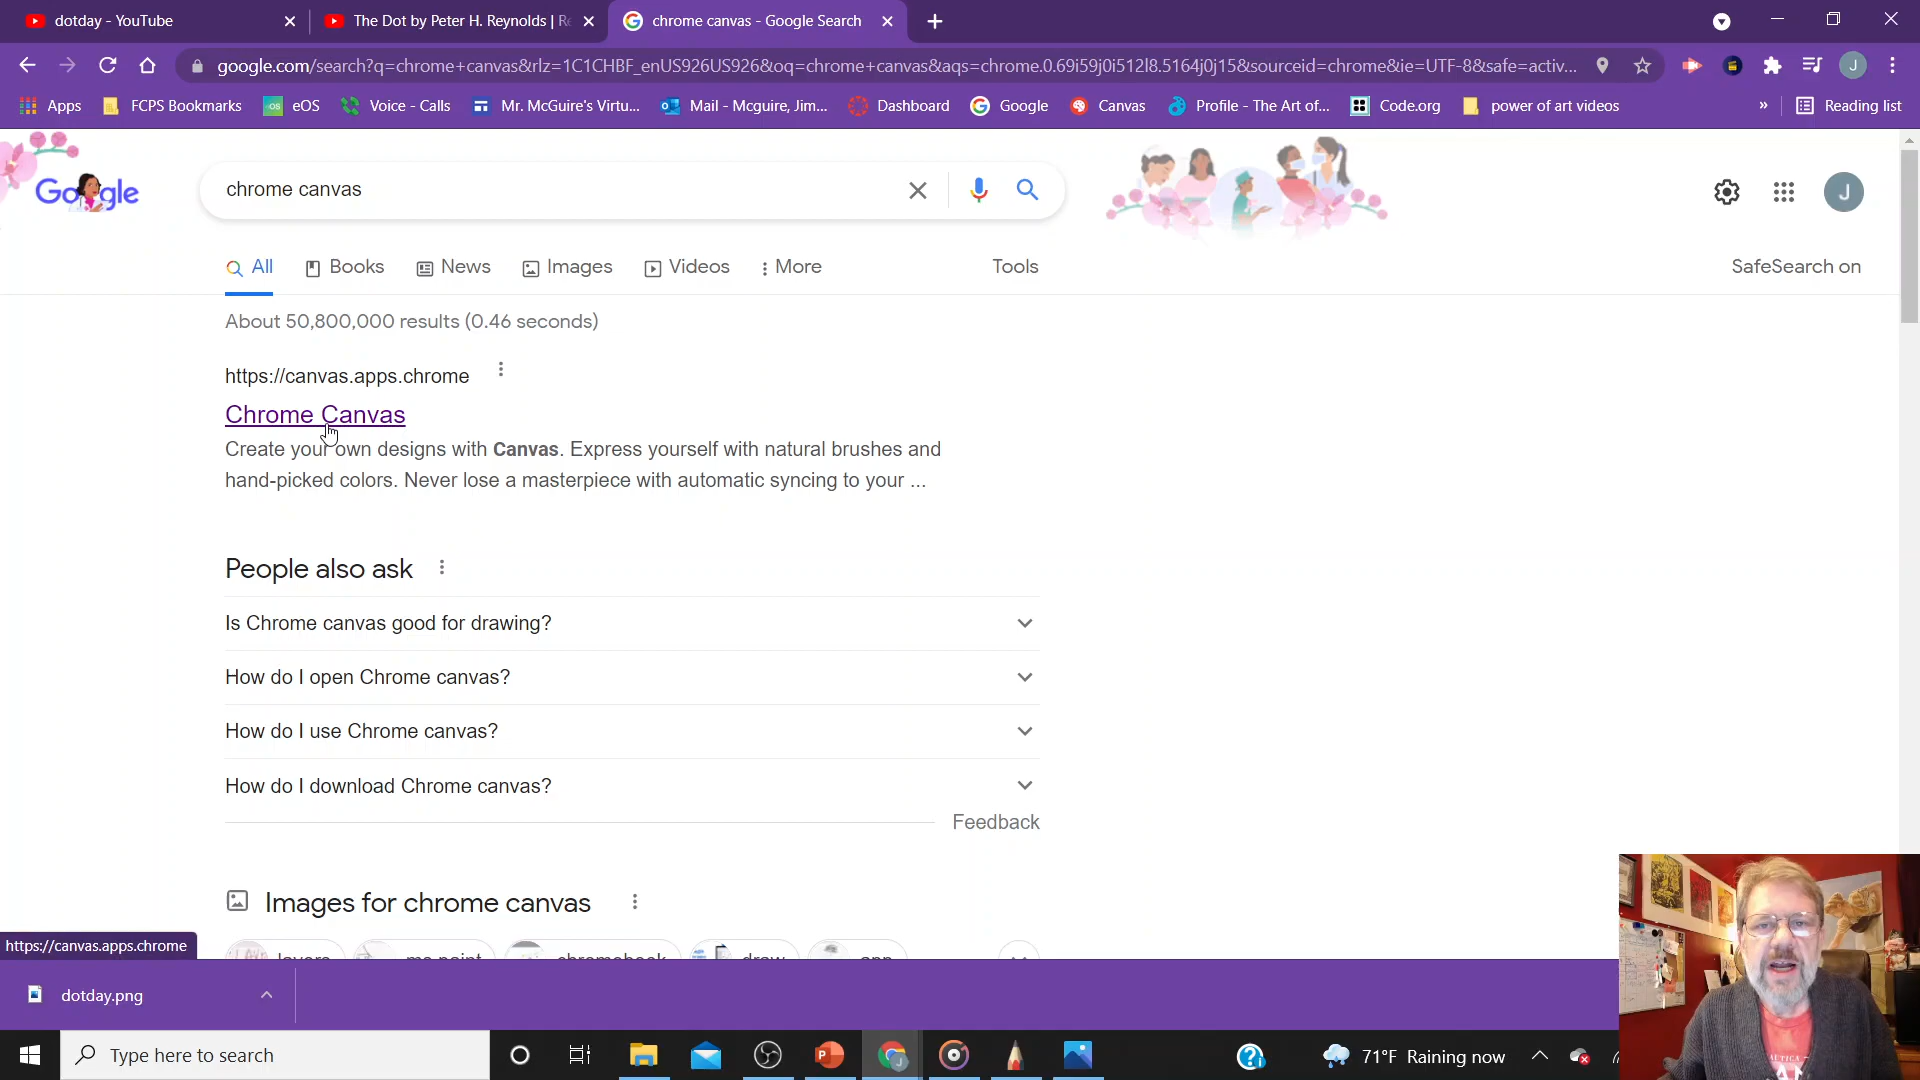 dotday - YouTube
The Dot by Peter H. Reynolds |
chrome canvas - Google Search
google.com/search?q=chrome+canvas&rlz=1C1CHBF_enUS926US926&oq=chrome+canvas&aqs=chrome.0.69i59j0i512l8.5164j0j15&sourceid=chrome&ie=UTF-8&safe=activ...
Apps
FCPS Bookmarks
eOS
Voice - Calls
Mr. McGuire's Virtu...
Mail - Mcguire, Jim...
Dashboard
Google
Canvas
Profile - The Art of...
Code.org
power of art videos
»
Reading list
Google
chrome canvas
J
All
Books
News
Images
Videos
More
Tools
SafeSearch on
About 50,800,000 results (0.46 seconds)
https://canvas.apps.chrome
Chrome Canvas
Create your own designs with Canvas. Express yourself with natural brushes and
hand-picked colors. Never lose a masterpiece with automatic syncing to your ...
People also ask
Is Chrome canvas good for drawing?
How do I open Chrome canvas?
How do I use Chrome canvas?
How do I download Chrome canvas?
Feedback
Images for chrome canvas
https://canvas.apps.chrome
dotday.png
Type here to search
71°F Raining now